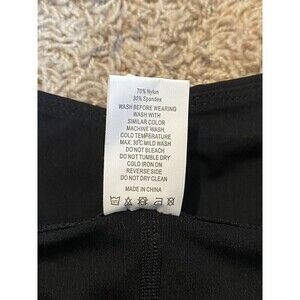 70% Nylon
30% Spandex
WASH BEFORE WEARING
WASH WITH
SIMILAR COLOR
MACHINE WASH,
COLD TEMPERATURE
MAX. 30°C MILD WASH
DO NOT BLEACH
DO NOT TUMBLE DRY
COLD IRON ON
REVERSE SIDE
DO NOT DRY CLEAN
MADE IN CHINA